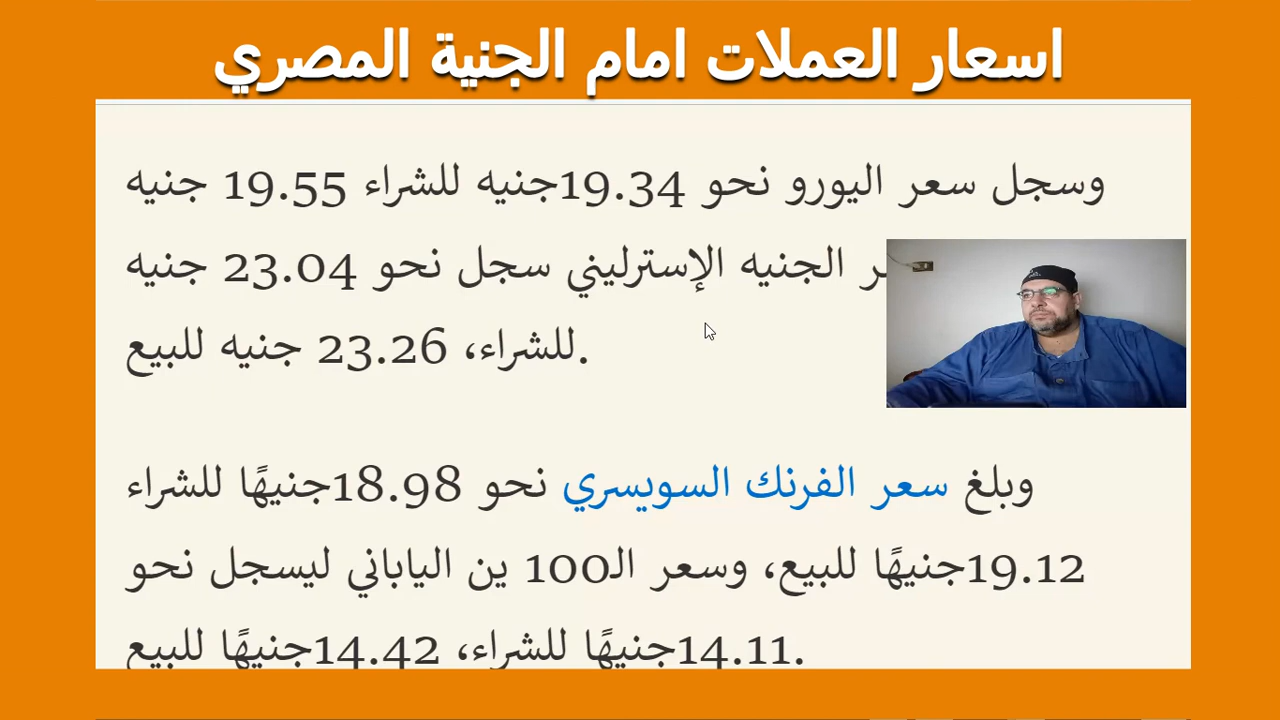 اسعار العملات امام الجنية المصري
وسجل سعر اليورو نحو 19.34جنيه للشراء 19.55 جنيه
ر الجنيه الإسترليني سجل نحو 23.04 جنيه
للشراء، 23.26 جنيه للبيع.
وبلغ سعر الفرنك السويسري نحو 18.98جنيهًا للشراء
19.12جنيهًا للبيع، وسعر الـ100 ين الياباني ليسجل نحو
14.11جنيهًا للشراء، 14.42جنيهًا للبيع.